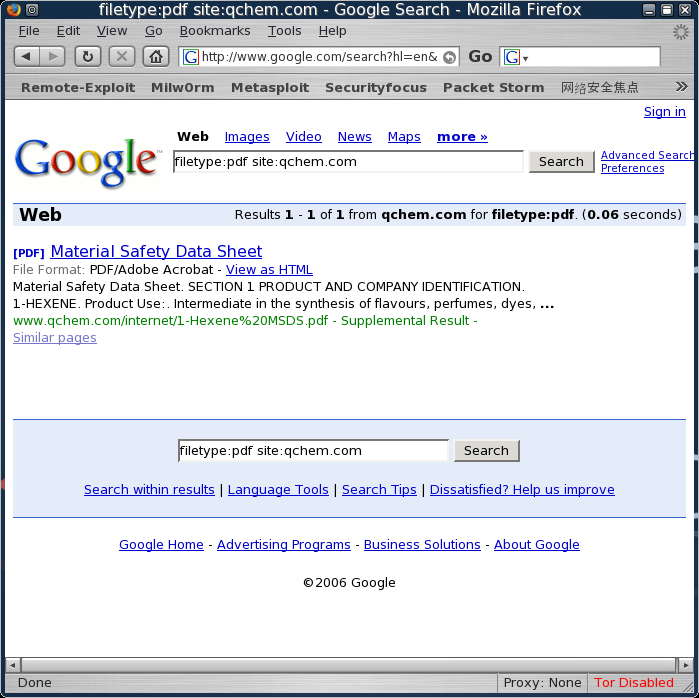 filetype:pdf site:qchem.com - Google Search - Mozilla Firefox
File Edit View Go Bookmarks Tools Help
http://www.google.com/search?hl=en& Go G
Remote-Exploit Milw0rm Metasploit Securityfocus Packet Storm 网络安全焦点 »
Sign in
Google™
Web Images Video News Maps more »
filetype:pdf site:qchem.com Search Advanced Search
Preferences
Web Results 1 - 1 of 1 from qchem.com for filetype:pdf. (0.06 seconds)
[PDF] Material Safety Data Sheet
File Format: PDF/Adobe Acrobat - View as HTML
Material Safety Data Sheet. SECTION 1 PRODUCT AND COMPANY IDENTIFICATION.
1-HEXENE. Product Use:. Intermediate in the synthesis of flavours, perfumes, dyes, ...
www.qchem.com/internet/1-Hexene%20MSDS.pdf - Supplemental Result -
Similar pages
filetype:pdf site:qchem.com Search
Search within results | Language Tools | Search Tips | Dissatisfied? Help us improve
Google Home - Advertising Programs - Business Solutions - About Google
©2006 Google
Done Proxy: None Tor Disabled